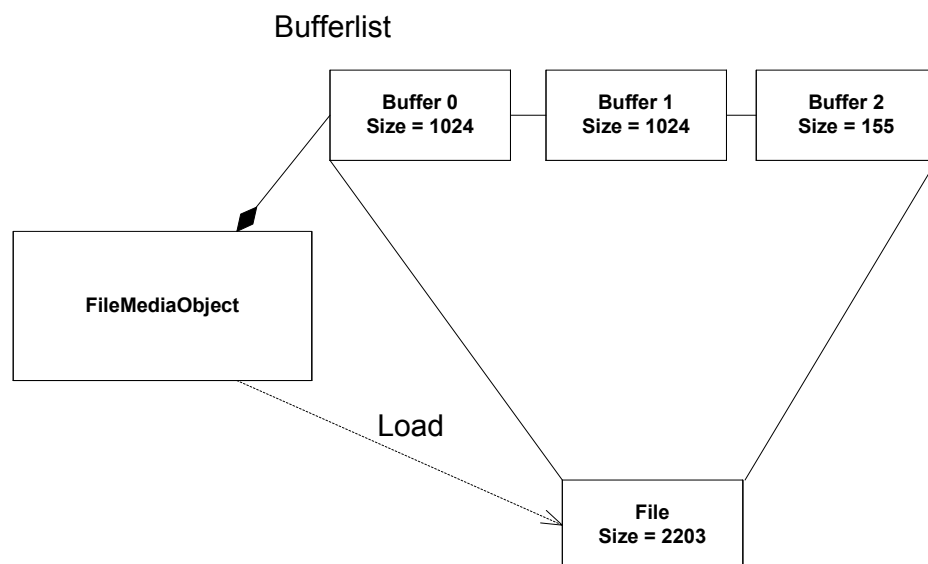 Bufferlist
Buffer 0
Size = 1024
Buffer 1
Size = 1024
Buffer 2
Size = 155
FileMediaObject
Load
File
Size = 2203